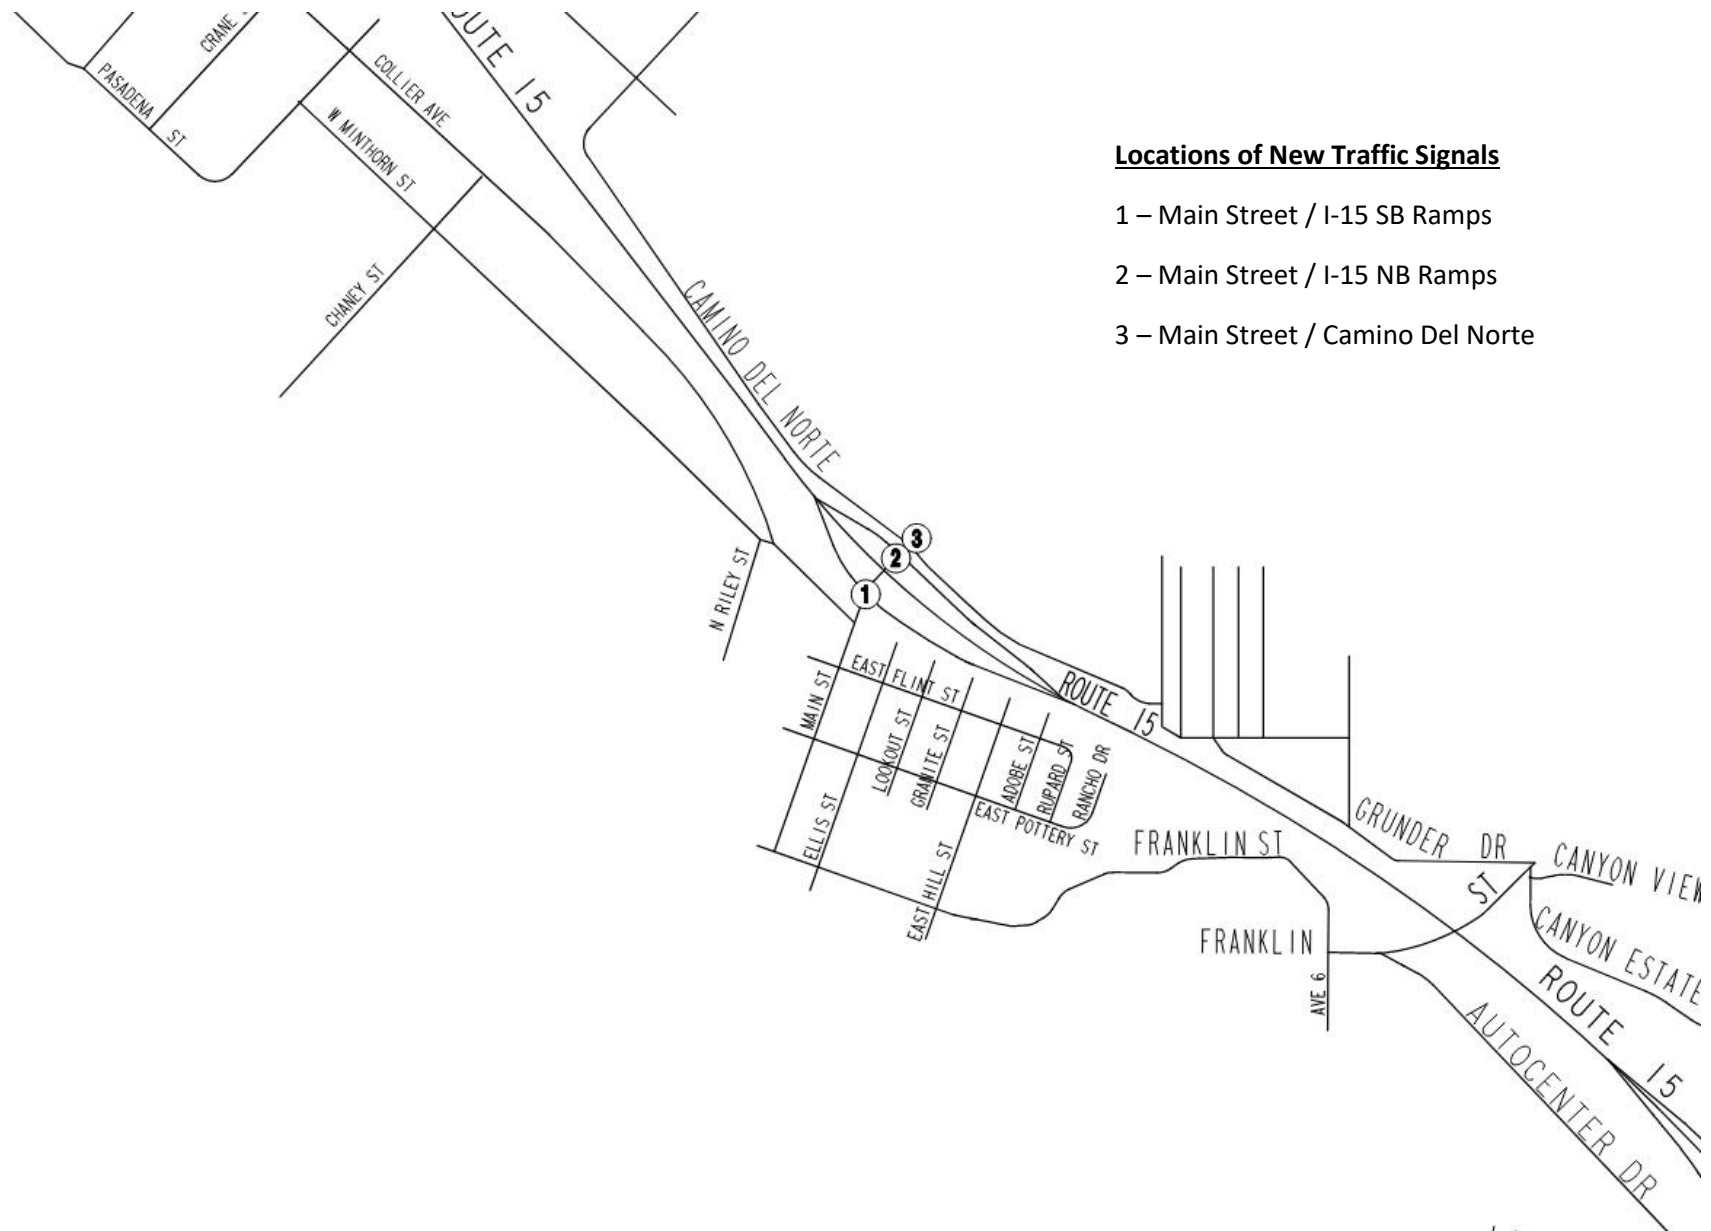 CRANE
OUTE 15
COLLIER AVE
PASADENA ST
W MINTHORN ST
Locations of New Traffic Signals
1 – Main Street / I-15 SB Ramps
2 – Main Street / I-15 NB Ramps
3 – Main Street / Camino Del Norte
CHANEY ST
CAMINO DEL NORTE
3
2
1
N RILEY ST
EAST FLINT ST
MAIN ST
ROUTE 15
LOOKOUT ST
GRANITE ST
ADOBE ST
RUPARD ST
RANCHO DR
ELLIS ST
EAST POTTERY ST
EAST HILL ST
FRANKLIN ST
GRUNDER DR
CANYON VIEW
FRANKLIN ST
CANYON ESTATE
AVE 6
ROUTE 15
AUTOCENTER DR